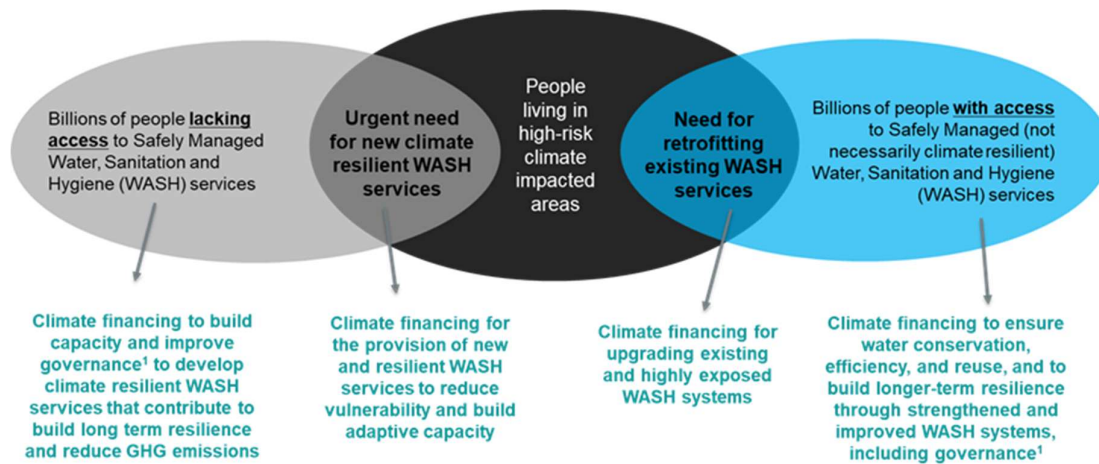 Billions of people lacking
access to Safely Managed
Water, Sanitation and
Hygiene (WASH) services
Urgent need
for new climate
resilient WASH
services
People
living in
high-risk
climate
impacted
areas
Need for
retrofitting
existing WASH
services
Billions of people with access
to Safely Managed (not
necessarily climate resilient)
Water, Sanitation and Hygiene
(WASH) services
Climate financing to build
capacity and improve
governance¹ to develop
climate resilient WASH
services that contribute to
build long term resilience
and reduce GHG emissions
Climate financing for
the provision of new
and resilient WASH
services to reduce
vulnerability and build
adaptive capacity
Climate financing for
upgrading existing
and highly exposed
WASH systems
Climate financing to ensure
water conservation,
efficiency, and reuse, and to
build longer-term resilience
through strengthened and
improved WASH systems,
including governance¹